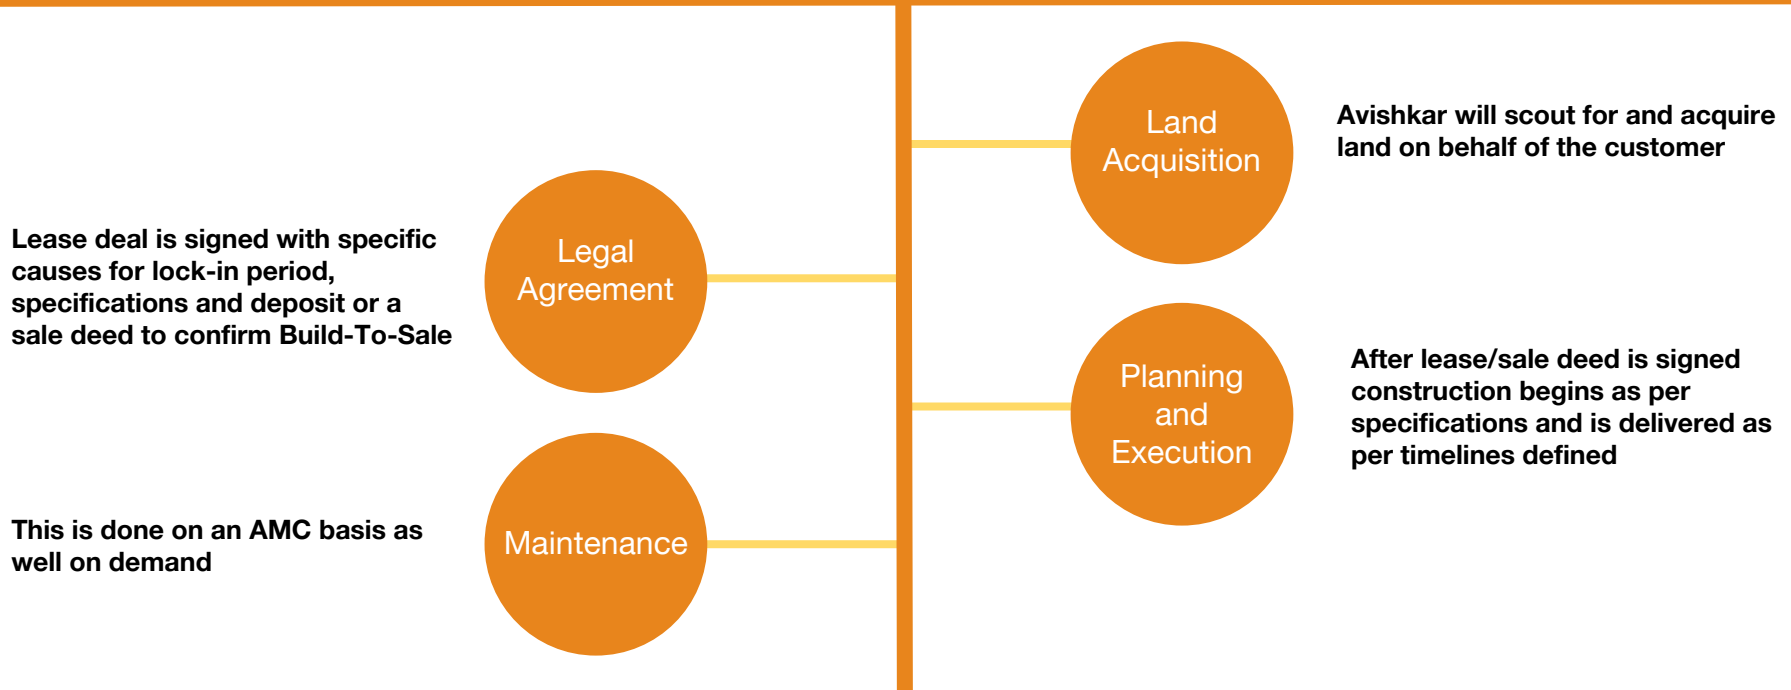 Land
Acquisition
Avishkar will scout for and acquire
land on behalf of the customer
Legal
Agreement
Lease deal is signed with specific
causes for lock-in period,
specifications and deposit or a
sale deed to confirm Build-To-Sale
Planning
and
Execution
After lease/sale deed is signed
construction begins as per
specifications and is delivered as
per timelines defined
Maintenance
This is done on an AMC basis as
well on demand